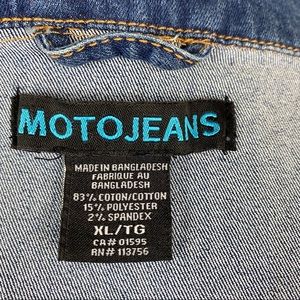 MOTOJEANS
MADE IN BANGLADESH
FABRIQUE AU
BANGLADESH
83% COTON/COTTON
15% POLYESTER
2% SPANDEX
XL/TG
CA# 01595
RN# 113756